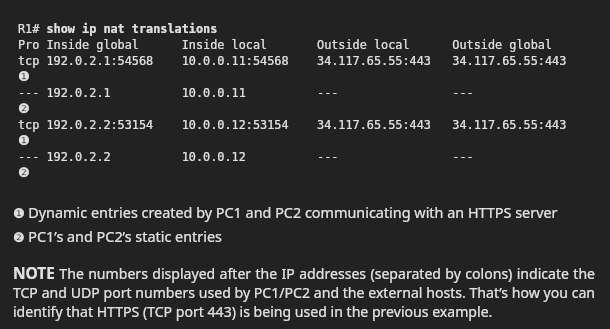 R1# show ip nat translations
Pro Inside global Inside local Outside local Outside global
tcp 192.0.2.1:54568 10.0.0.11:54568 34.117.65.55:443 34.117.65.55:443
❶
--- 192.0.2.1 10.0.0.11 --- ---
❷
tcp 192.0.2.2:53154 10.0.0.12:53154 34.117.65.55:443 34.117.65.55:443
❶
--- 192.0.2.2 10.0.0.12 --- ---
❷
❶ Dynamic entries created by PC1 and PC2 communicating with an HTTPS server
❷ PC1’s and PC2’s static entries
NOTE The numbers displayed after the IP addresses (separated by colons) indicate the
TCP and UDP port numbers used by PC1/PC2 and the external hosts. That’s how you can
identify that HTTPS (TCP port 443) is being used in the previous example.